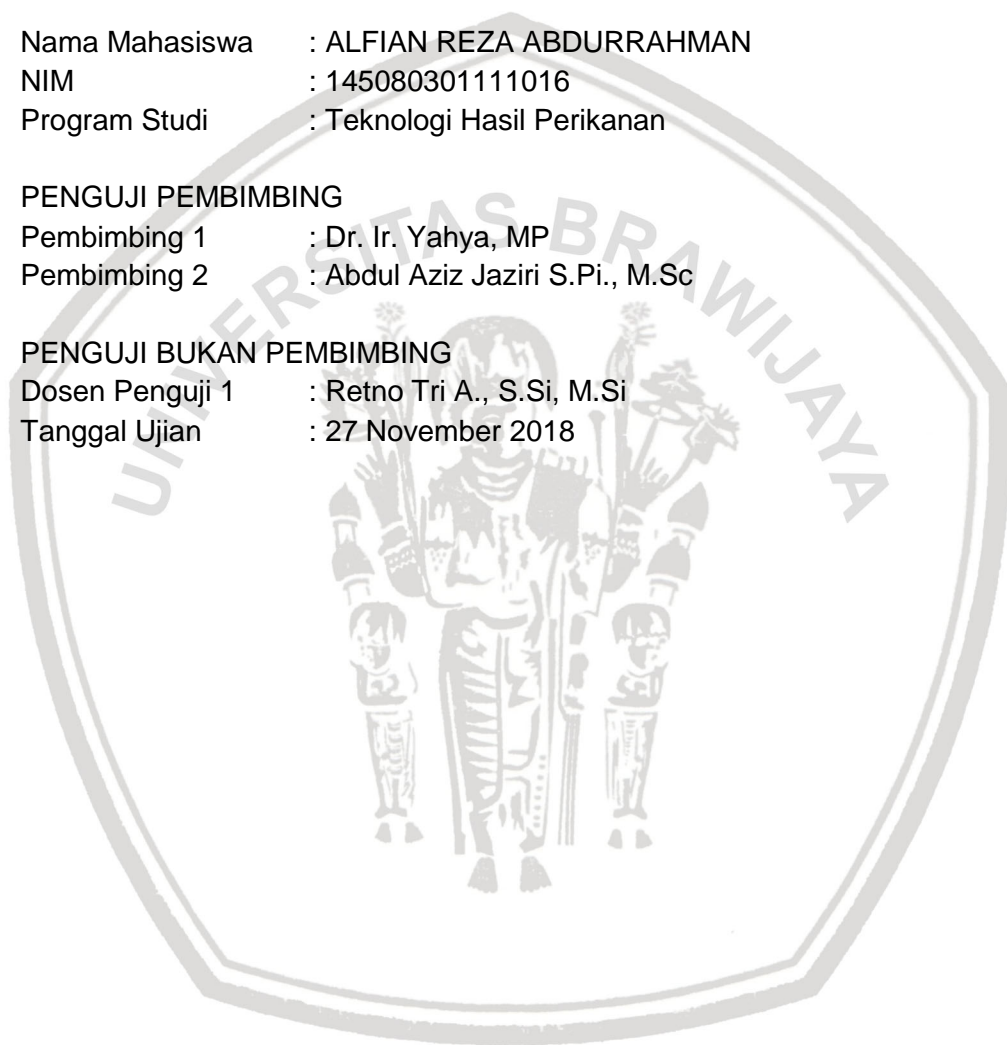 Nama Mahasiswa : ALFIAN REZA ABDURRAHMAN
NIM : 145080301111016
Program Studi : Teknologi Hasil Perikanan
PENGUJI PEMBIMBING
Pembimbing 1 : Dr. Ir. Yahya, MP
Pembimbing 2 : Abdul Aziz Jaziri S.Pi., M.Sc
PENGUJI BUKAN PEMBIMBING
Dosen Penguji 1 : Retno Tri A., S.Si, M.Si
Tanggal Ujian : 27 November 2018
UNIVERSITAS BRAWIJAYA